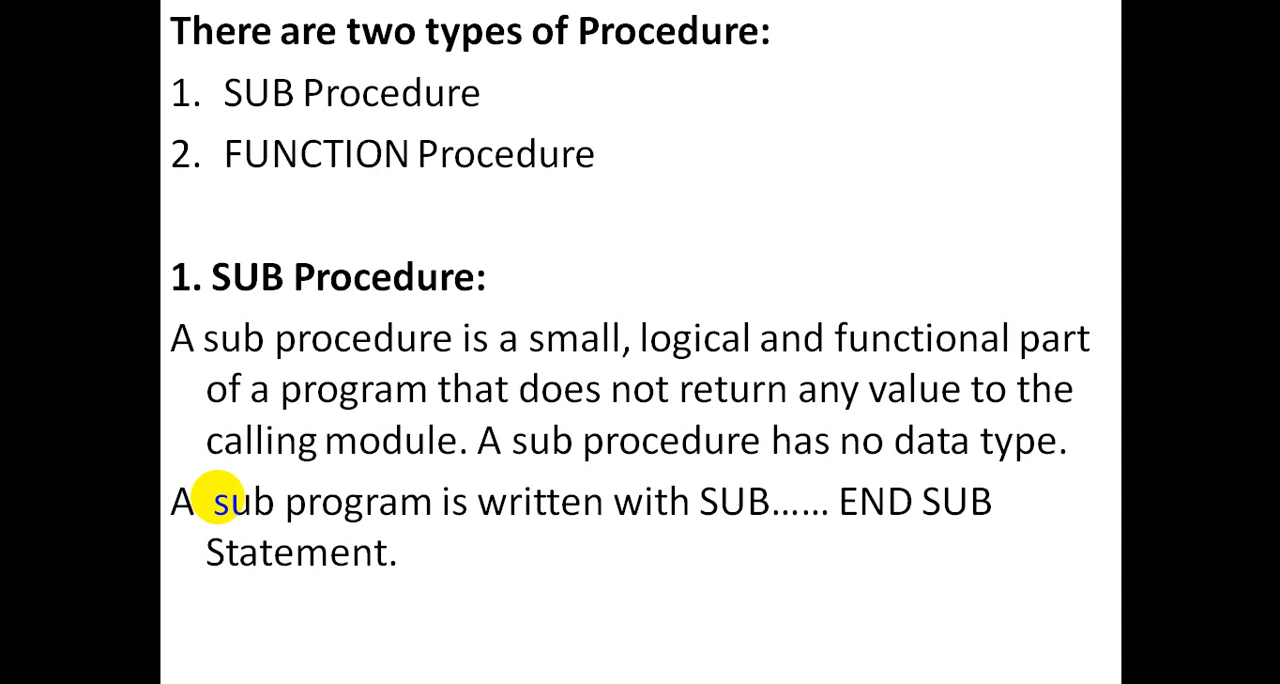 There are two types of Procedure:
1. SUB Procedure
2. FUNCTION Procedure
1. SUB Procedure:
A sub procedure is a small, logical and functional part
of a program that does not return any value to the
calling module. A sub procedure has no data type.
A sub program is written with SUB...... END SUB
Statement.